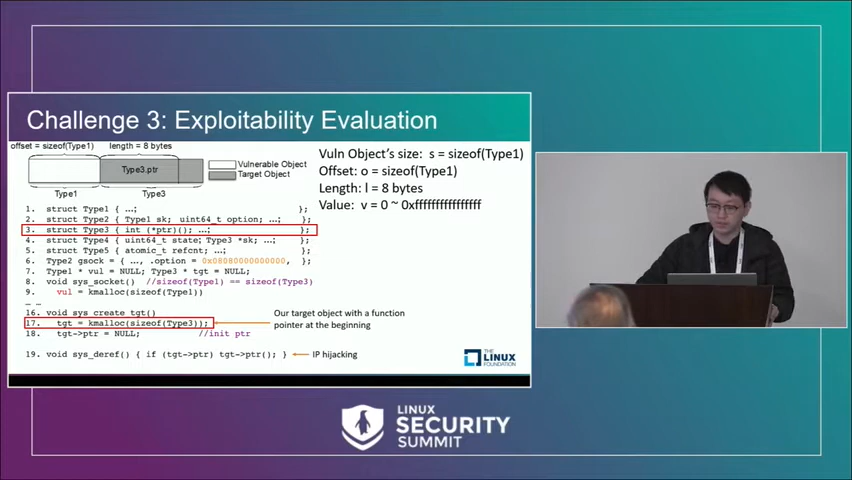 Challenge 3: Exploitability Evaluation
offset = sizeof(Type1)
length = 8 bytes
Type3.ptr
Vulnerable Object
Target Object
Type1
Type3
Vuln Object's size: s = sizeof(Type1)
Offset: o = sizeof(Type1)
Length: l = 8 bytes
Value: v = 0 ~ 0xffffffffffffffff
1. struct Type1 { …; };
2. struct Type2 { Type1 sk; uint64_t option; …; };
3. struct Type3 { int (*ptr)(); …; };
4. struct Type4 { uint64_t state; Type3 *sk; …; };
5. struct Type5 { atomic_t refcnt; …; };
6. Type2 gsock = { …, .option = 0x08080000000000, };
7. Type1 * vul = NULL; Type3 * tgt = NULL;
8. void sys_socket() //sizeof(Type1) == sizeof(Type3)
9. vul = kmalloc(sizeof(Type1))
… …
16. void sys_create_tgt()
17. tgt = kmalloc(sizeof(Type3));
18. tgt->ptr = NULL; //init ptr
Our target object with a function
pointer at the beginning
19. void sys_deref() { if (tgt->ptr) tgt->ptr(); }
IP hijacking
THE
LINUX
FOUNDATION
LINUX
SECURITY
SUMMIT